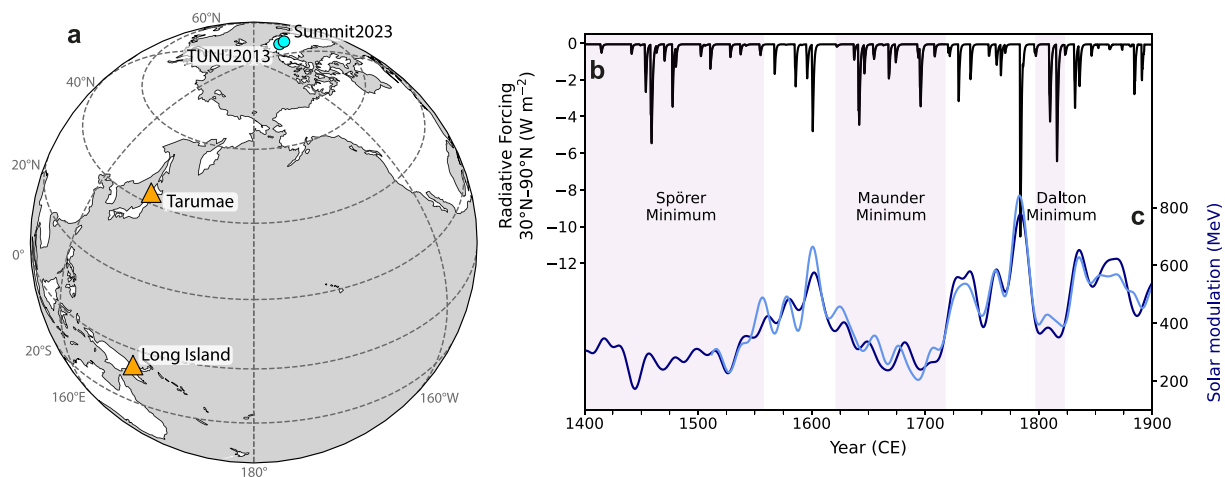 a
60°N
Summit2023
TUNU2013
40°N
20°N
Tarumae
0°
20°S
Long Island
160°E
160°W
180°
b
0
−2
−4
−6
−8
−10
−12
Radiative Forcing
30°N–90°N (W m−2)
Spörer
Minimum
Maunder
Minimum
Dalton
Minimum
c
800
600
400
200
Solar modulation (MeV)
1400
1500
1600
1700
1800
1900
Year (CE)